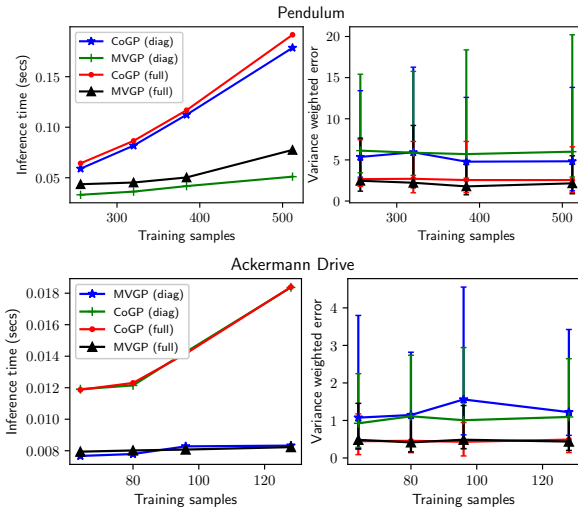 Pendulum
Inference time (secs)
0.15
0.10
0.05
CoGP (diag)
MVGP (diag)
CoGP (full)
MVGP (full)
300
400
500
Training samples
Variance weighted error
20
15
10
5
0
300
400
500
Training samples
Ackermann Drive
Inference time (secs)
0.018
0.016
0.014
0.012
0.010
0.008
MVGP (diag)
CoGP (diag)
CoGP (full)
MVGP (full)
80
100
120
Training samples
Variance weighted error
4
3
2
1
0
80
100
120
Training samples